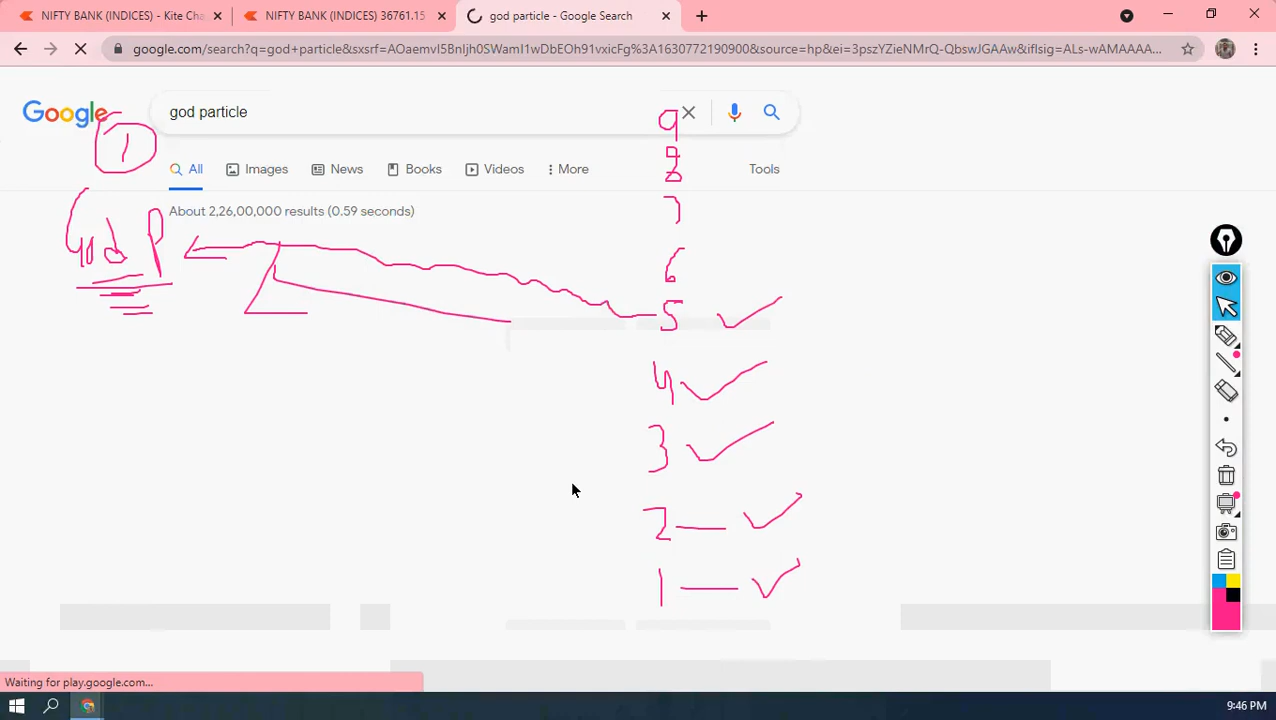 NIFTY BANK (INDICES) - Kite Cha
NIFTY BANK (INDICES) 36761.15
god particle - Google Search
google.com/search?q=god+particle&sxsrf=AOaemvI5BnIjh0SWamI1wDbEOh91vxicFg%3A1630772190900&source=hp&ei=3pszYZieNMrQ-QbswJGAAw&iflsig=ALs-wAMAAAA...
Google
god particle
9
1
8
All
Images
News
Books
Videos
More
Tools
7
About 2,26,00,000 results (0.59 seconds)
God P
6
5
4
3
2
1
Waiting for play.google.com...
9:46 PM